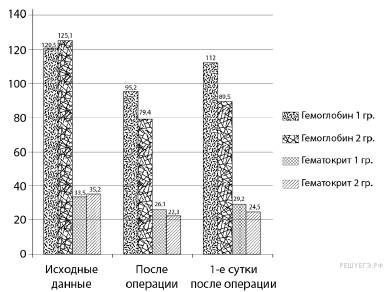 140
120
100
80
60
40
20
0
120,5
125,1
33,5
35,2
95,2
79,4
26,1
22,3
112
89,5
29,2
24,5
Исходные
данные
После
операции
1-е сутки
после операции
Гемоглобин 1 гр.
Гемоглобин 2 гр.
Гематокрит 1 гр.
Гематокрит 2 гр.
РЕШУЕГЭ.РФ